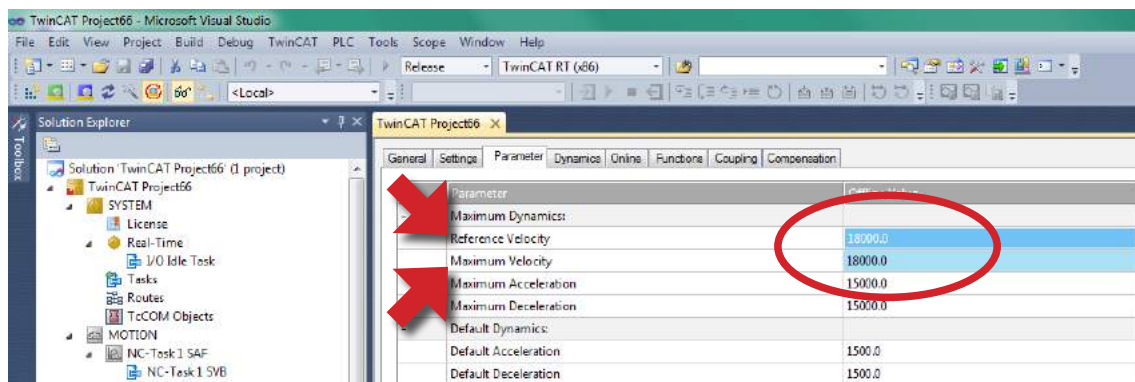 TwinCAT Project66 - Microsoft Visual Studio
File Edit View Project Build Debug TwinCAT PLC Tools Scope Window Help
Release TwinCAT RT (x86)
<Local>
Toolbox
Solution Explorer
TwinCAT Project66
General Settings Parameter Dynamics Online Functions Coupling Compensation
Solution 'TwinCAT Project66' (1 project)
TwinCAT Project66
SYSTEM
License
Real-Time
I/O Idle Task
Tasks
Routes
TcCOM Objects
MOTION
NC-Task 1 SAF
NC-Task 1 SVB
Parameter
Maximum Dynamics:
Reference Velocity 18000.0
Maximum Velocity 18000.0
Maximum Acceleration 15000.0
Maximum Deceleration 15000.0
Default Dynamics:
Default Acceleration 1500.0
Default Deceleration 1500.0